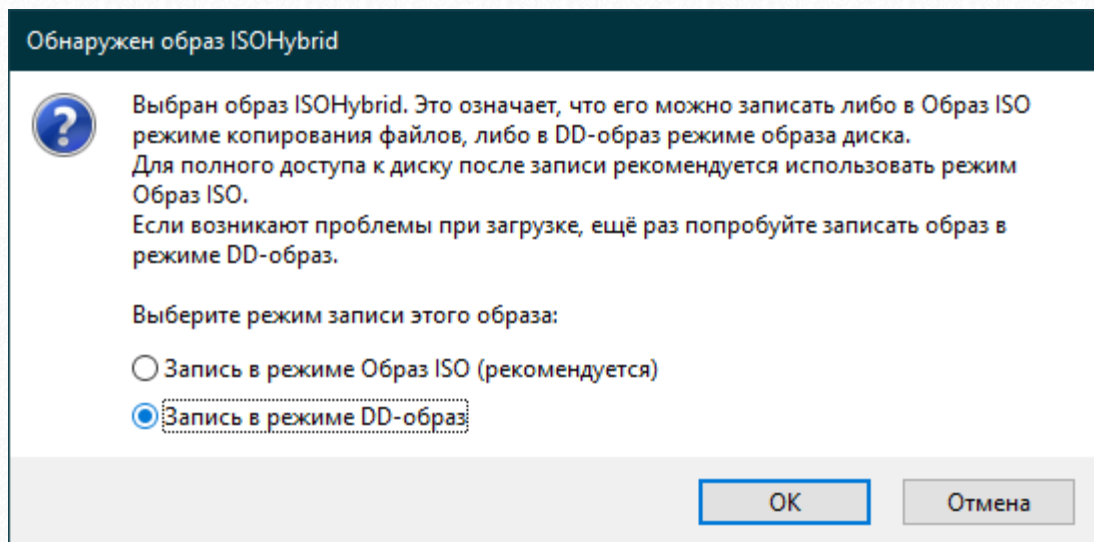 Обнаружен образ ISOHybrid
Выбран образ ISOHybrid. Это означает, что его можно записать либо в Образ ISO
режиме копирования файлов, либо в DD-образ режиме образа диска.
Для полного доступа к диску после записи рекомендуется использовать режим
Образ ISO.
Если возникают проблемы при загрузке, ещё раз попробуйте записать образ в
режиме DD-образ.
Выберите режим записи этого образа:
Запись в режиме Образ ISO (рекомендуется)
Запись в режиме DD-образ
ОК
Отмена